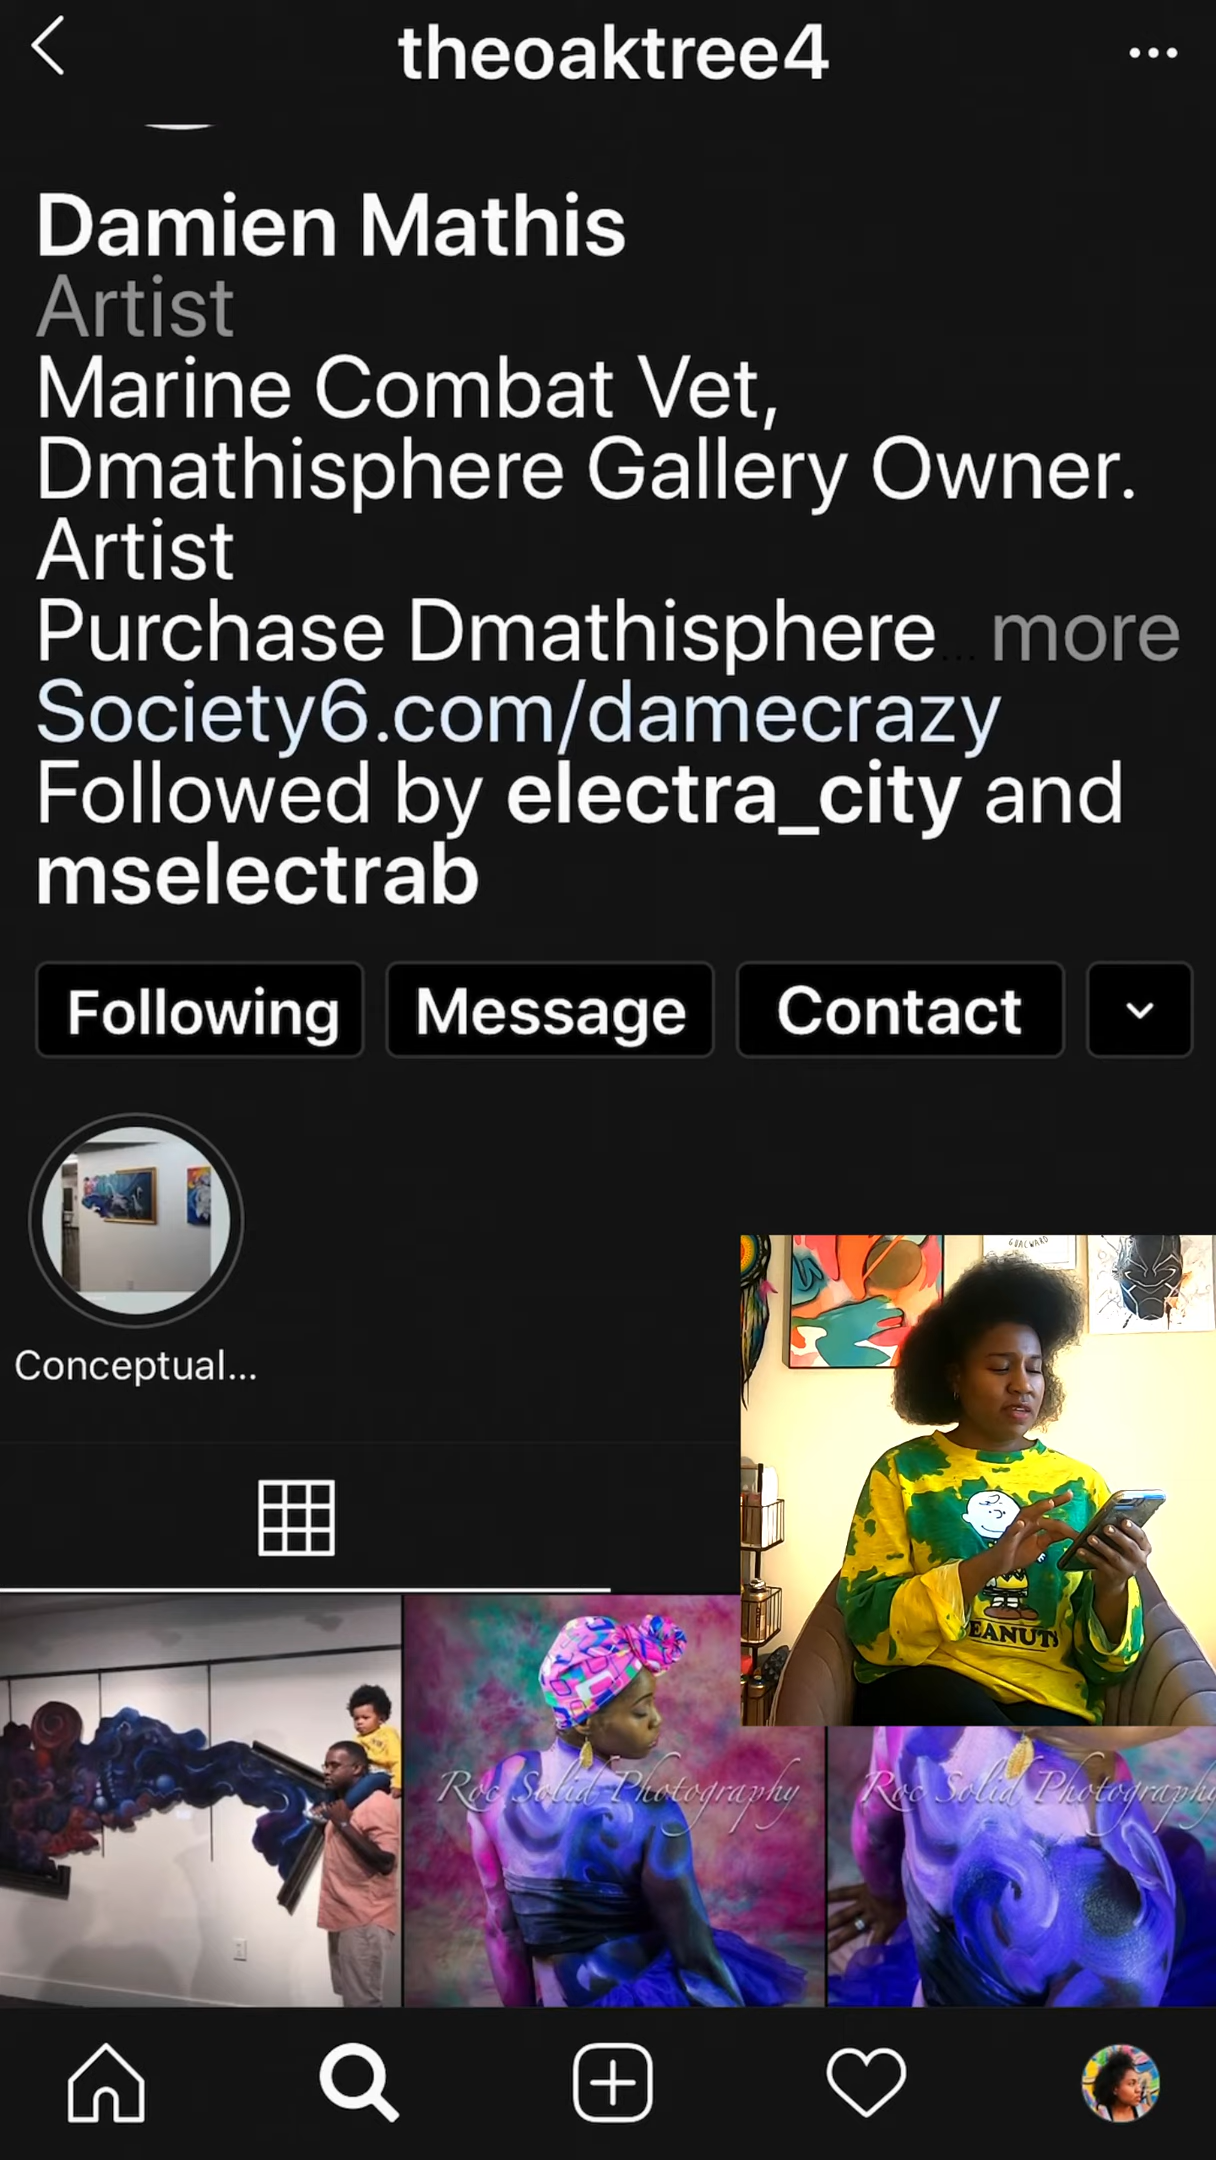 theoaktree4
Damien Mathis
Artist
Marine Combat Vet,
Dmathisphere Gallery Owner.
Artist
Purchase Dmathisphere... more
Society6.com/damecrazy
Followed by electra_city and
mselectrab
Following
Message
Contact
Conceptual...
PEANUTS
Roc Solid Photography
Roc Solid Photography